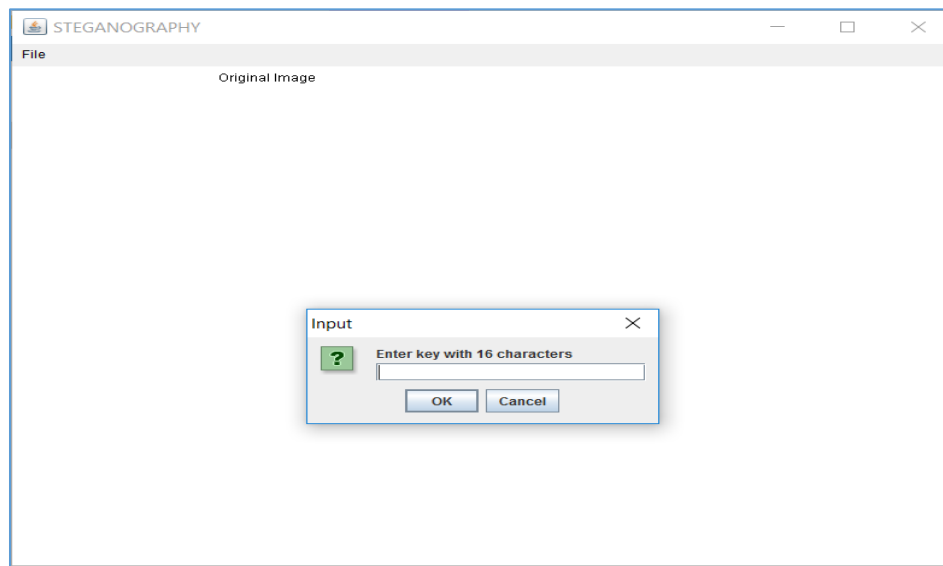 STEGANOGRAPHY
File
Original Image
Input
?
Enter key with 16 characters
OK Cancel